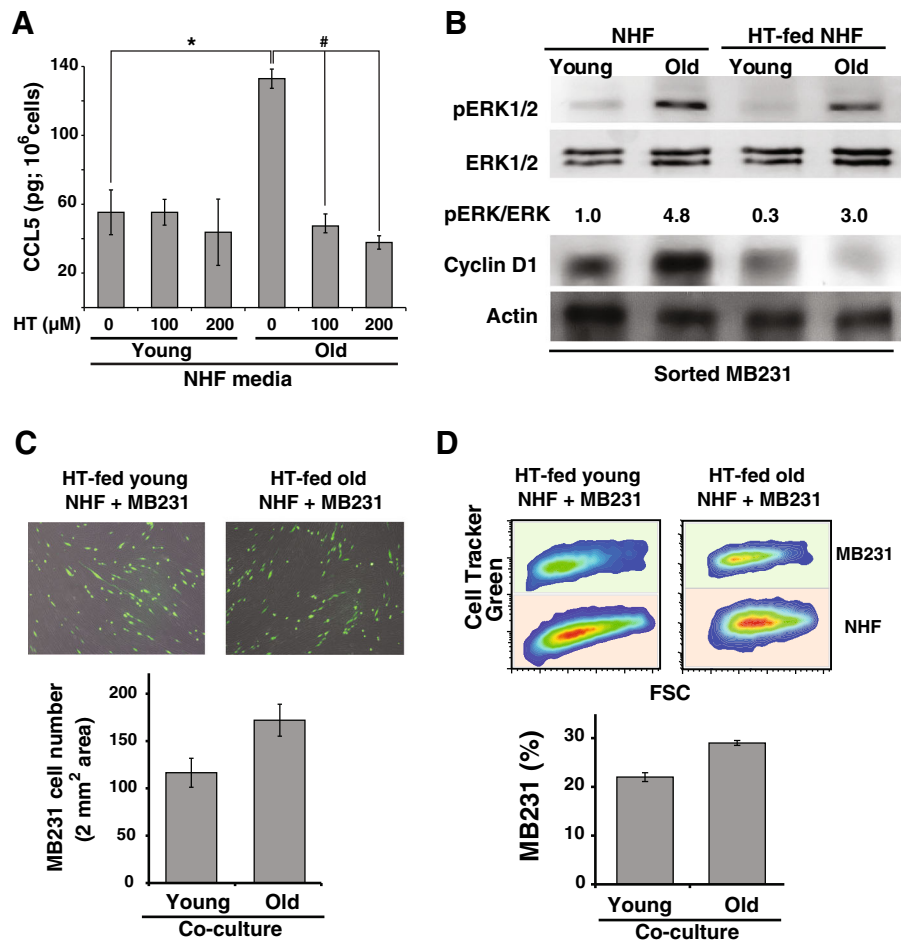 A
*
#
140
100
60
20
CCL5 (pg; 10⁶cells)
HT (µM)
0 100 200 0 100 200
Young Old
NHF media
B
NHF HT-fed NHF
Young Old Young Old
pERK1/2
ERK1/2
pERK/ERK 1.0 4.8 0.3 3.0
Cyclin D1
Actin
Sorted MB231
C
HT-fed young
NHF + MB231
HT-fed old
NHF + MB231
MB231 cell number
(2 mm² area)
200
150
100
50
0
Young Old
Co-culture
D
HT-fed young
NHF + MB231
HT-fed old
NHF + MB231
Cell Tracker
Green
MB231
NHF
FSC
MB231 (%)
30
20
10
0
Young Old
Co-culture